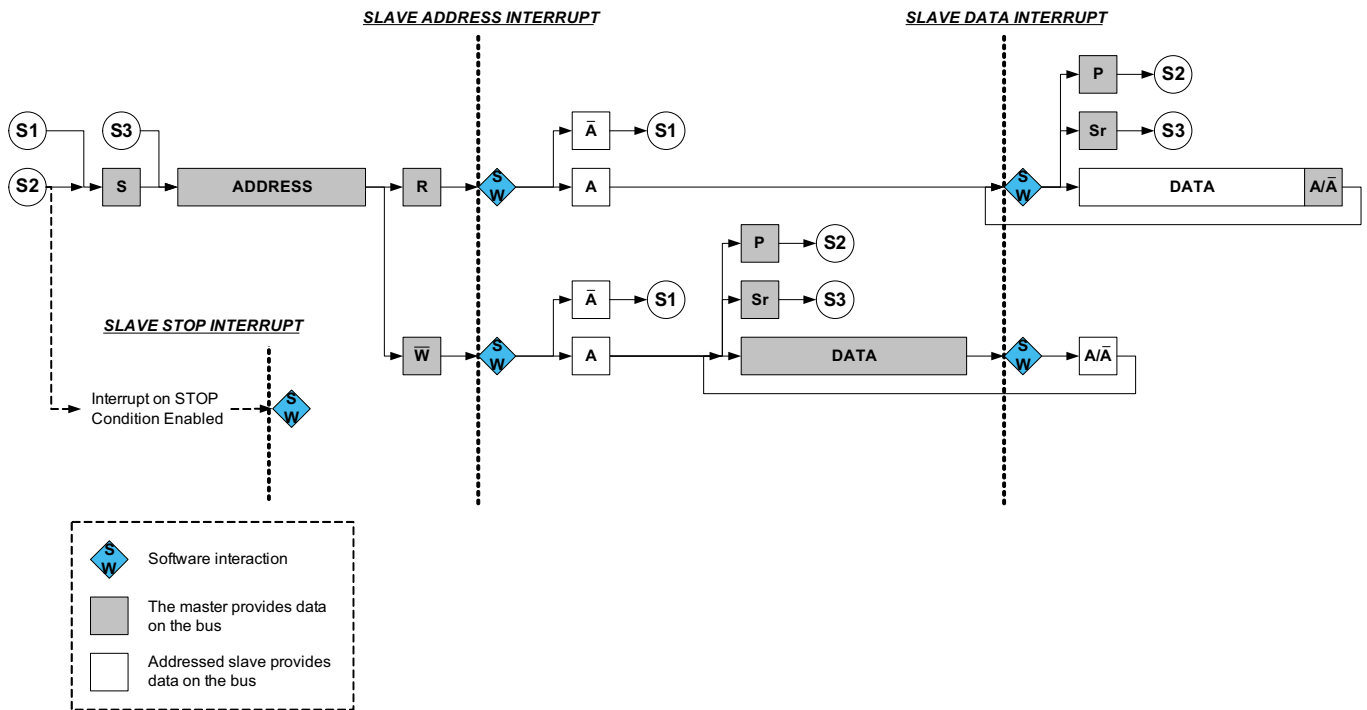 SLAVE ADDRESS INTERRUPT
SLAVE DATA INTERRUPT
P
S2
S1
S3
A̅
S1
Sr
S3
S2
S
ADDRESS
R
S
W
A
S
W
DATA
A/A̅
P
S2
A̅
S1
Sr
S3
SLAVE STOP INTERRUPT
W̅
S
W
A
DATA
S
W
A/A̅
Interrupt on STOP
Condition Enabled
S
W
S
W
Software interaction
The master provides data
on the bus
Addressed slave provides
data on the bus